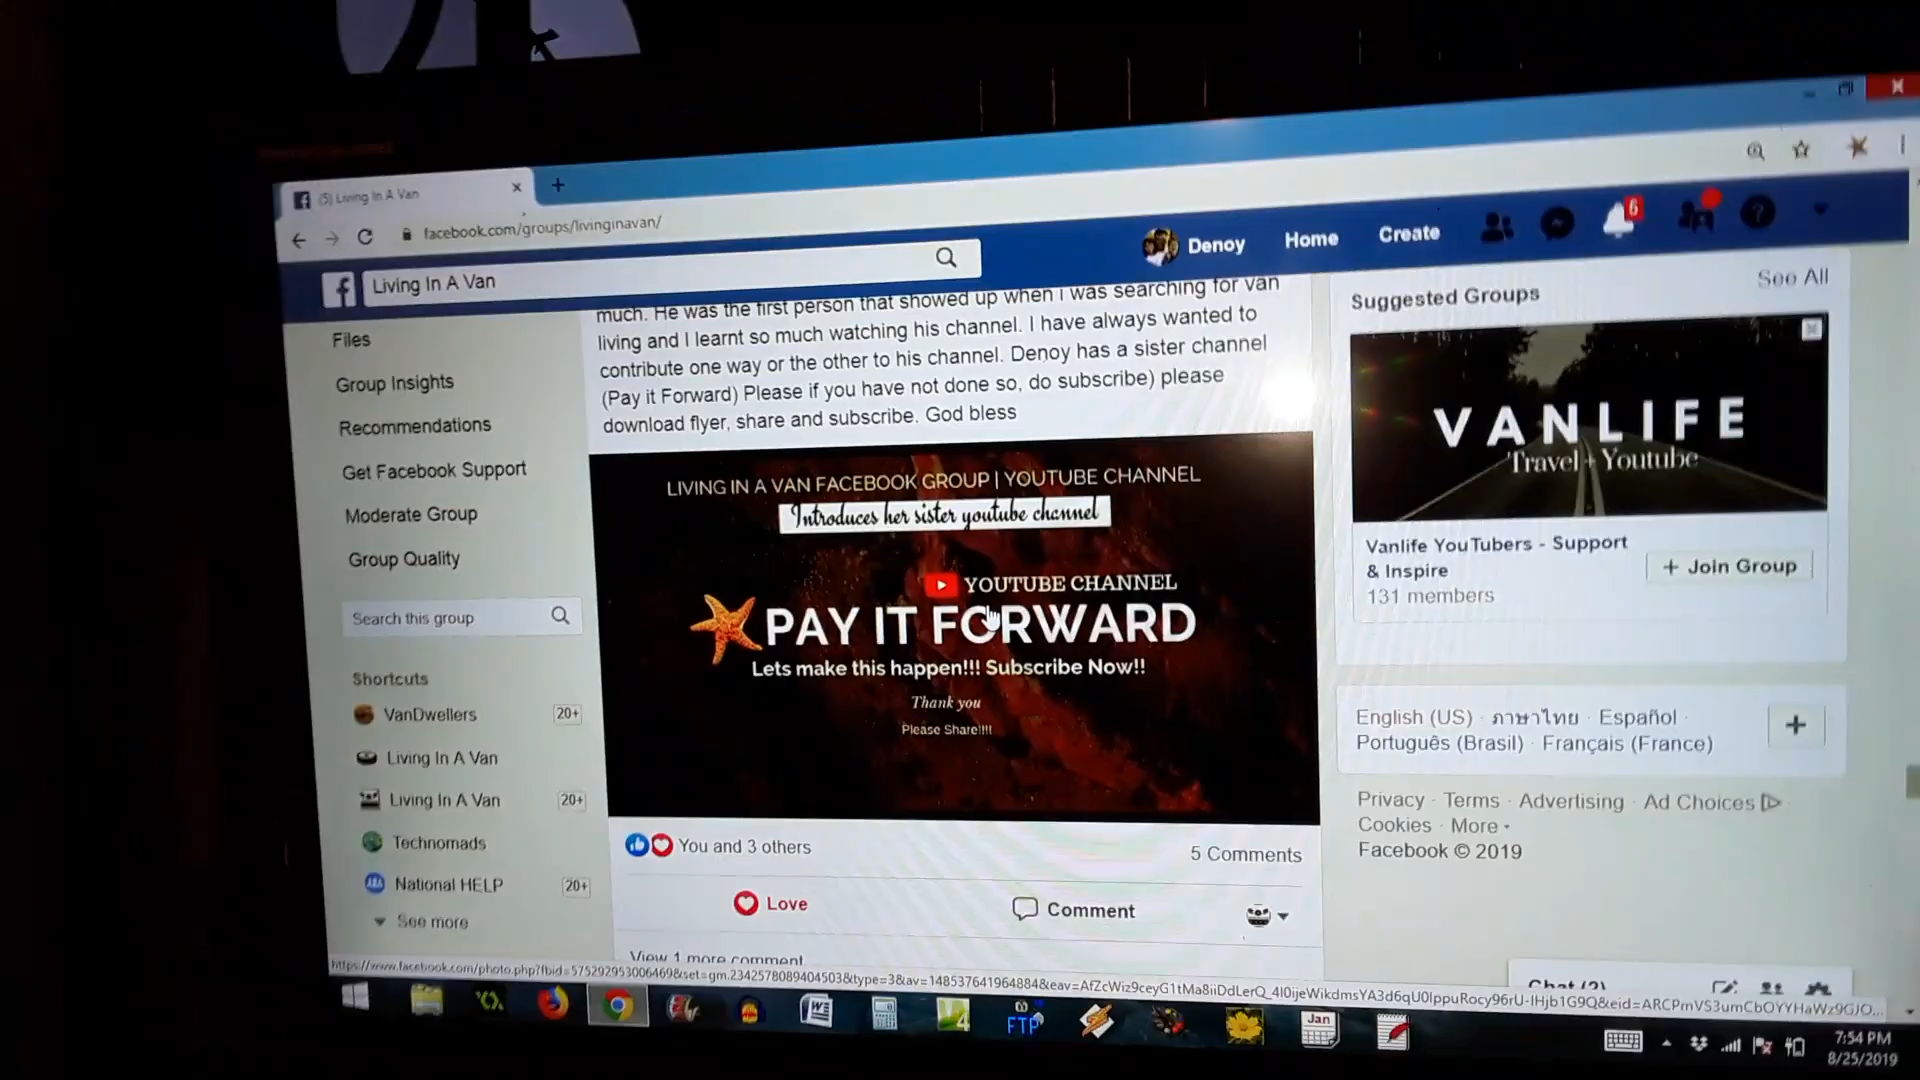 (5) Living In A Van
facebook.com/groups/livinginavan/
Living In A Van
Denoy
Home
Create
6
Files
Group Insights
Recommendations
Get Facebook Support
Moderate Group
Group Quality
Search this group
Shortcuts
VanDwellers 20+
Living In A Van
Living In A Van 20+
Technomads
National HELP 20+
See more
much. He was the first person that showed up when I was searching for van
living and I learnt so much watching his channel. I have always wanted to
contribute one way or the other to his channel. Denoy has a sister channel
(Pay it Forward) Please if you have not done so, do subscribe) please
download flyer, share and subscribe. God bless
LIVING IN A VAN FACEBOOK GROUP | YOUTUBE CHANNEL
Introduces her sister youtube channel
YOUTUBE CHANNEL
PAY IT FORWARD
Lets make this happen!!! Subscribe Now!!
Thank you
Please Share!!!!
You and 3 others
5 Comments
Love
Comment
View 1 more comment
Suggested Groups
See All
VANLIFE
Travel + Youtube
Vanlife YouTubers - Support
& Inspire
131 members
+ Join Group
English (US) · ภาษาไทย · Español ·
Português (Brasil) · Français (France)
Privacy · Terms · Advertising · Ad Choices
Cookies · More
Facebook © 2019
Chat (2)
FTP
Jan
7:54 PM
8/25/2019